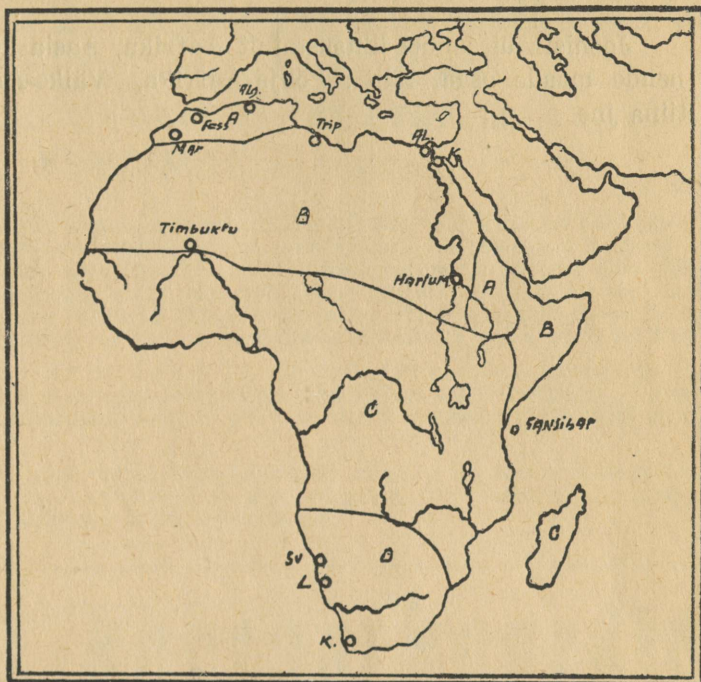 Alg.
Fess
A
Mar
Trip
Al.
K.
B
Timbuktu
Hartum
A
B
C
Sansibar
C
Sv
B
L
K.